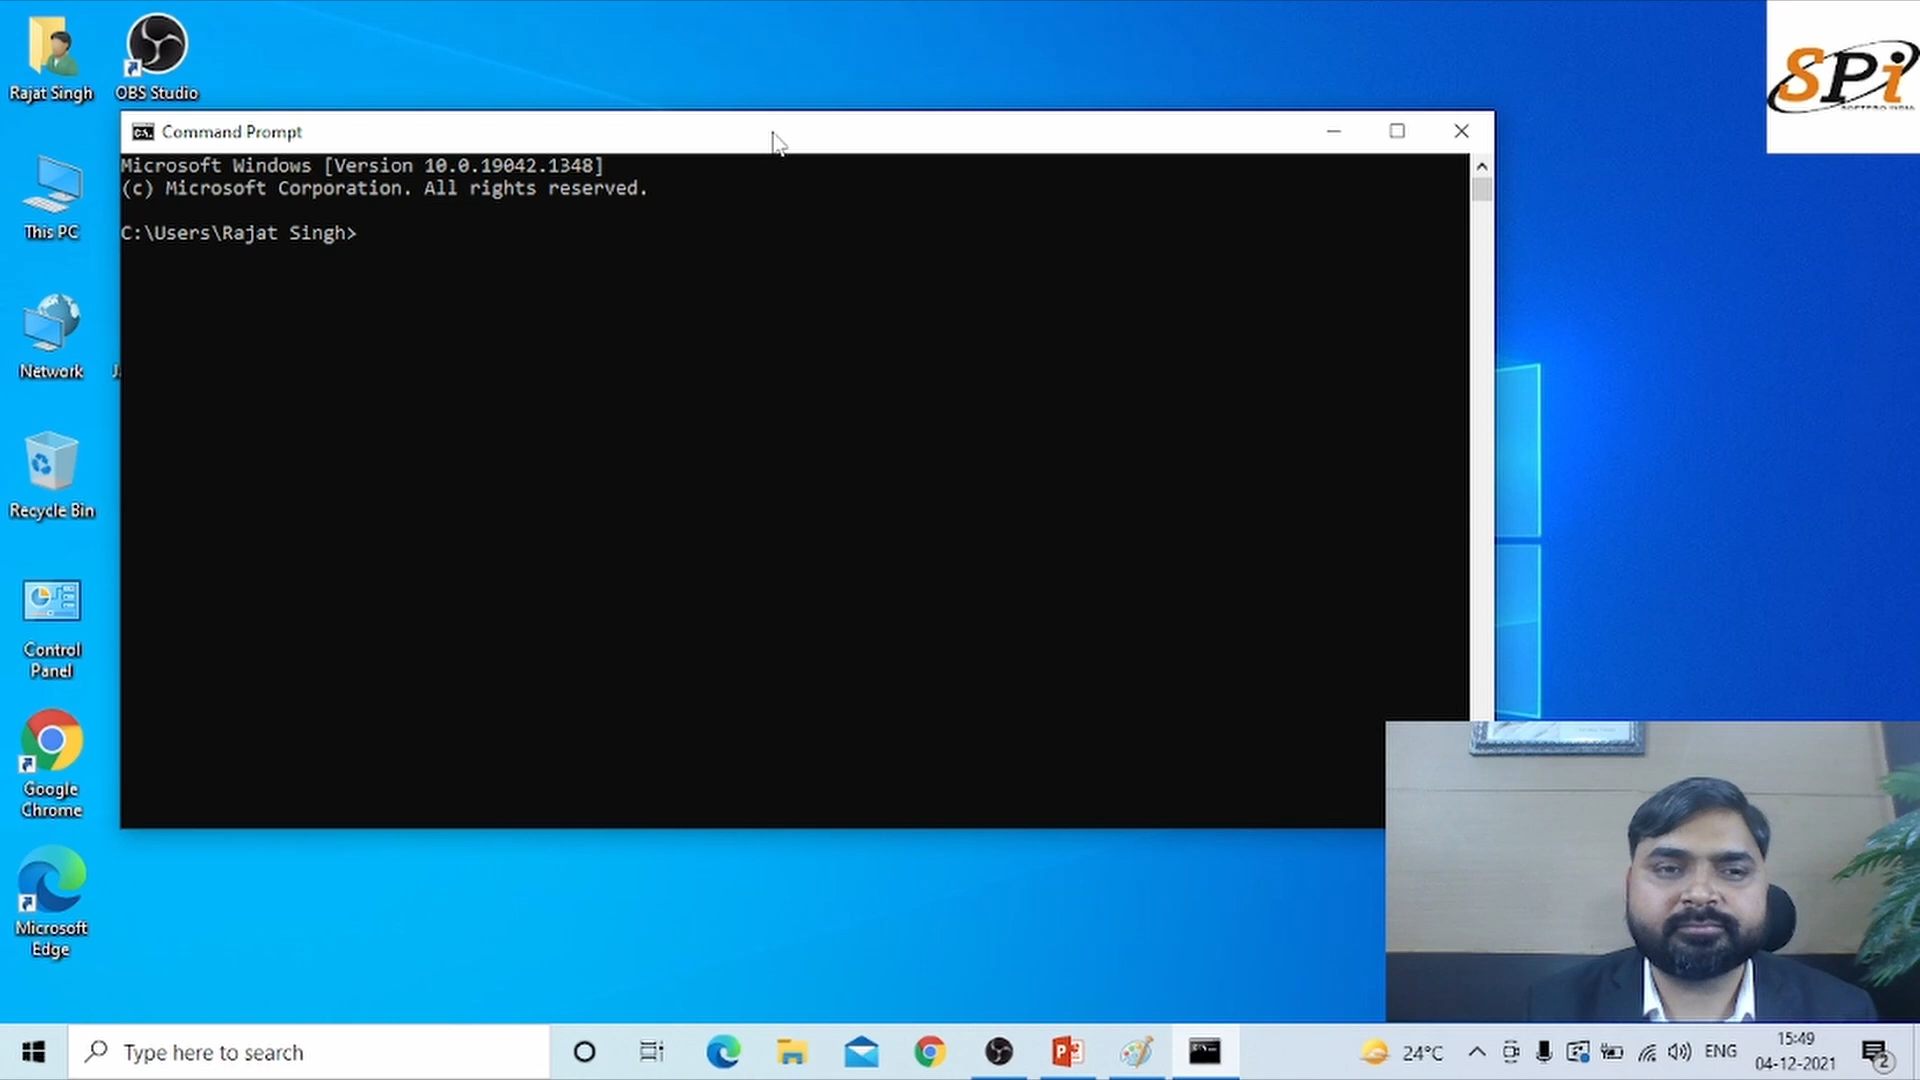 Rajat Singh
OBS Studio
SPi
Command Prompt
Microsoft Windows [Version 10.0.19042.1348]
(c) Microsoft Corporation. All rights reserved.
C:\Users\Rajat Singh>
This PC
Network
Recycle Bin
Control
Panel
Google
Chrome
Microsoft
Edge
Type here to search
24°C
ENG
15:49
04-12-2021
2